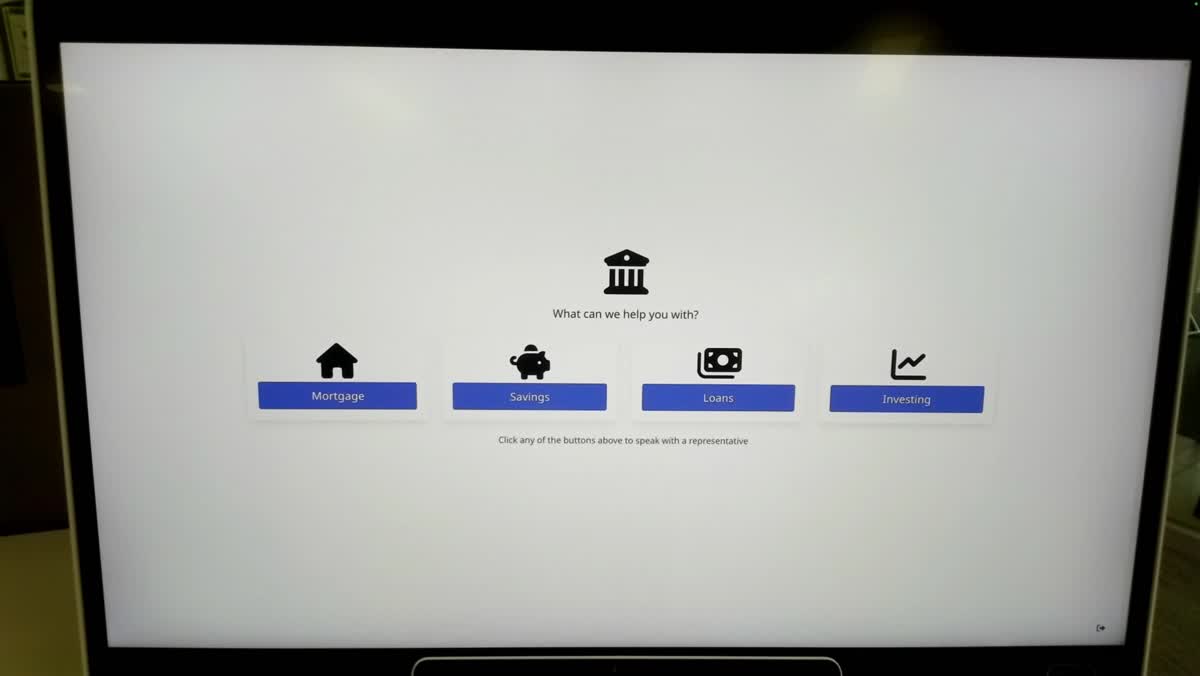 What can we help you with?
Mortgage
Savings
Loans
Investing
Click any of the buttons above to speak with a representative